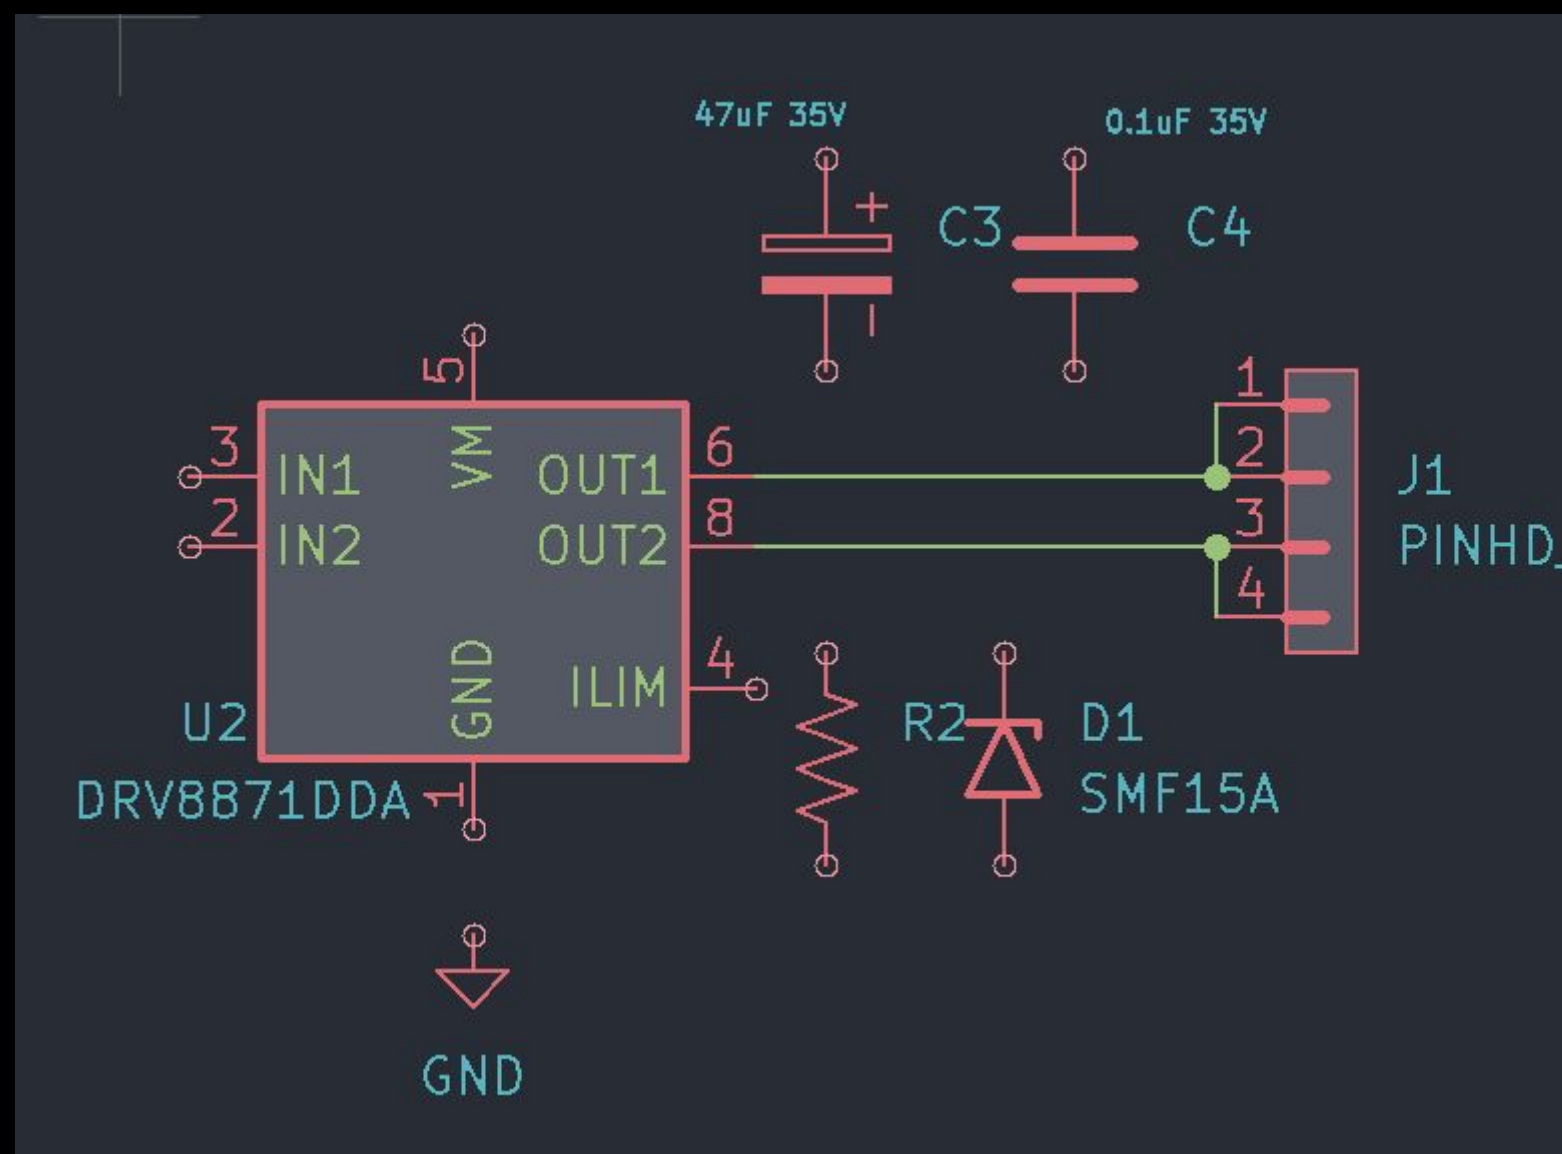 47uF 35V
0.1uF 35V
+
C3
C4
-
5
1
3
IN1
VM
OUT1
6
2
J1
2
IN2
OUT2
8
3
PINHD_
4
GND
ILIM
4
U2
R2
D1
DRV8871DDA
1
SMF15A
GND